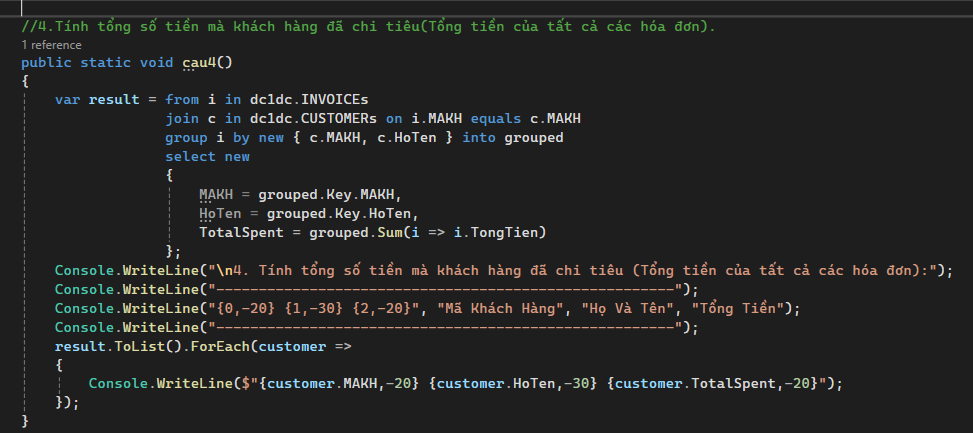 //4.Tính tổng số tiền mà khách hàng đã chi tiêu(Tổng tiền của tất cả các hóa đơn).
1 reference
public static void cau4()
{
    var result = from i in dc1dc.INVOICEs
                 join c in dc1dc.CUSTOMERs on i.MAKH equals c.MAKH
                 group i by new { c.MAKH, c.HoTen } into grouped
                 select new
                 {
                     MAKH = grouped.Key.MAKH,
                     HoTen = grouped.Key.HoTen,
                     TotalSpent = grouped.Sum(i => i.TongTien)
                 };
    Console.WriteLine("\n4. Tính tổng số tiền mà khách hàng đã chi tiêu (Tổng tiền của tất cả các hóa đơn):");
    Console.WriteLine("------------------------------------------------------");
    Console.WriteLine("{0,-20} {1,-30} {2,-20}", "Mã Khách Hàng", "Họ Và Tên", "Tổng Tiền");
    Console.WriteLine("------------------------------------------------------");
    result.ToList().ForEach(customer =>
    {
        Console.WriteLine($"{customer.MAKH,-20} {customer.HoTen,-30} {customer.TotalSpent,-20}");
    });
}